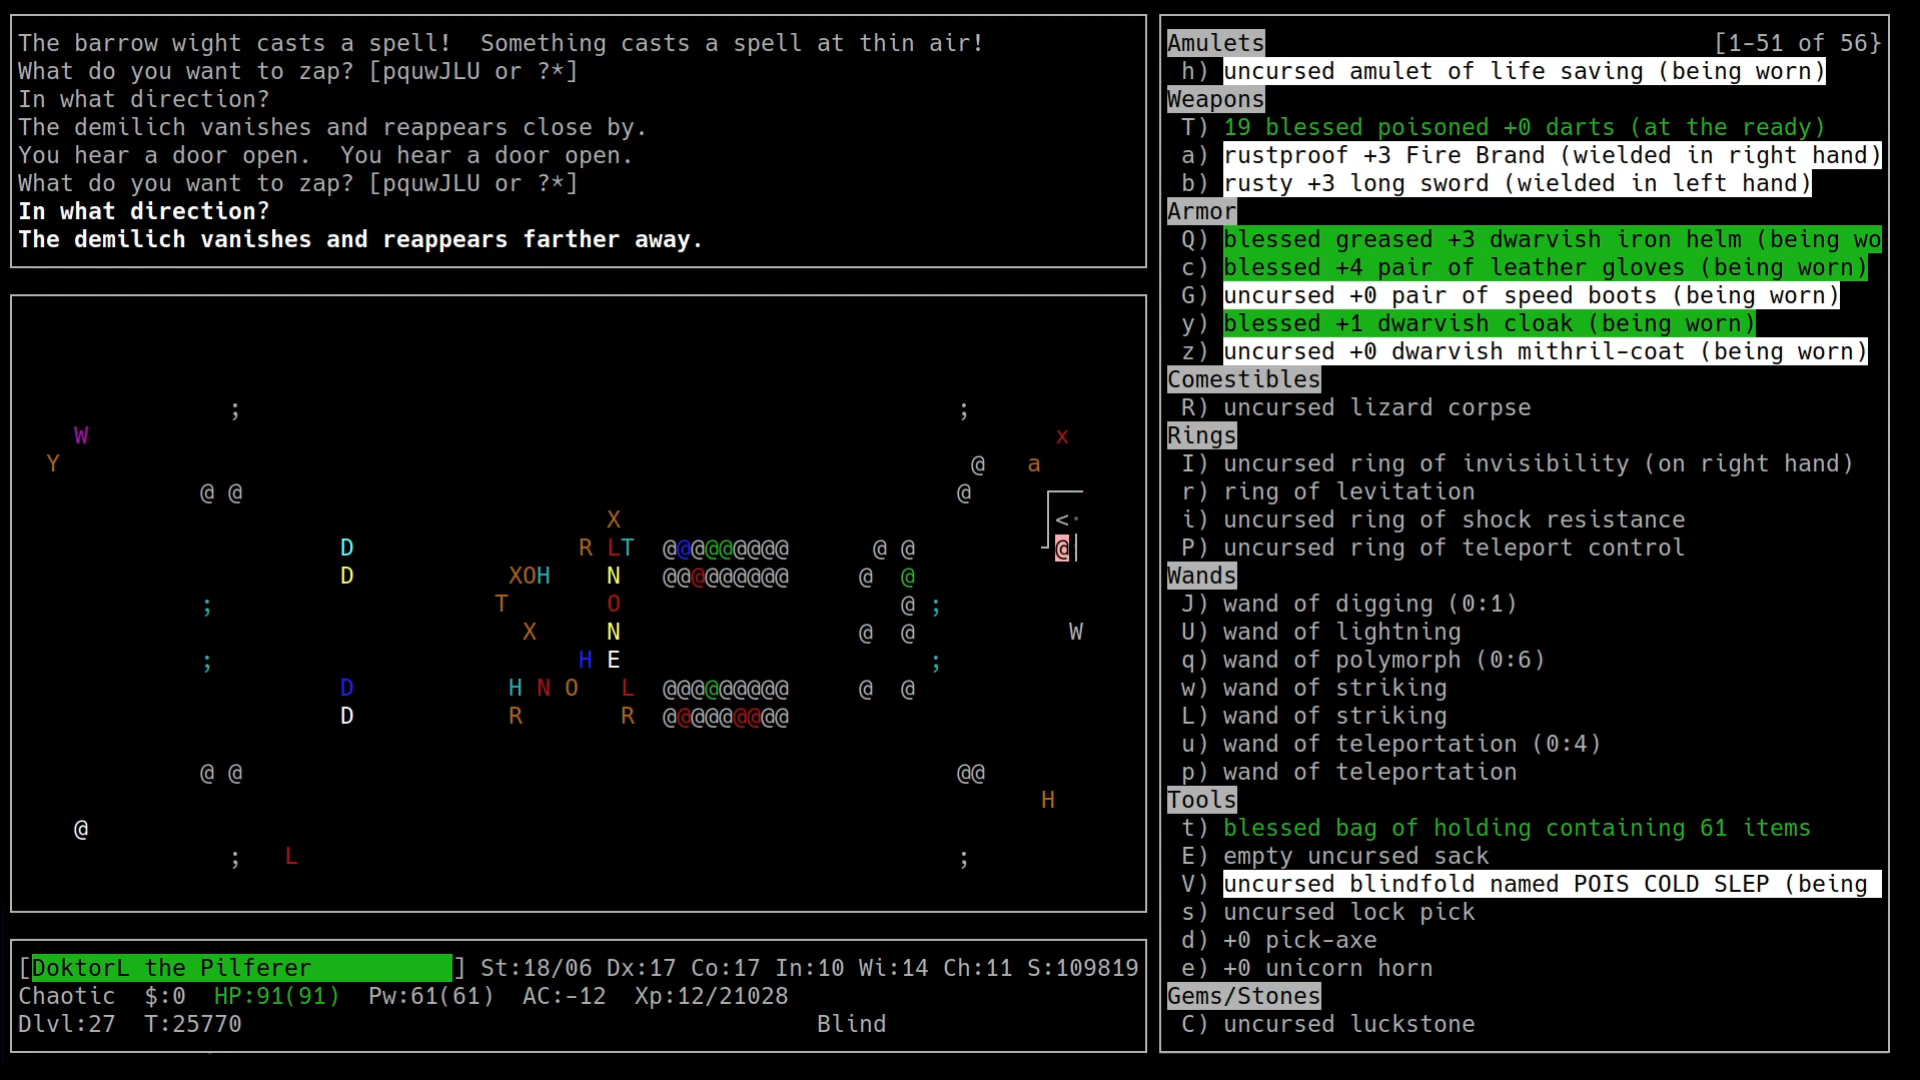 The barrow wight casts a spell!  Something casts a spell at thin air!
What do you want to zap? [pquwJLU or ?*]
In what direction?
The demilich vanishes and reappears close by.
You hear a door open.  You hear a door open.
What do you want to zap? [pquwJLU or ?*]
In what direction?
The demilich vanishes and reappears farther away.
; ;
W x
Y @ a
@ @ @
X < ·
D R LT @@@@@@@@@ @ @ @
D XOH N @@@@@@@@@ @ @
; T O @ ;
X N @ @ W
; H E ;
D H N O L @@@@@@@@@ @ @
D R R @@@@@@@@@
@ @ @@
H
@
; L ;
[DoktorL the Pilferer          ] St:18/06 Dx:17 Co:17 In:10 Wi:14 Ch:11 S:109819
Chaotic  $:0  HP:91(91)  Pw:61(61)  AC:-12  Xp:12/21028
Dlvl:27  T:25770 Blind
Amulets [1-51 of 56}
h) uncursed amulet of life saving (being worn)
Weapons
T) 19 blessed poisoned +0 darts (at the ready)
a) rustproof +3 Fire Brand (wielded in right hand)
b) rusty +3 long sword (wielded in left hand)
Armor
Q) blessed greased +3 dwarvish iron helm (being wo
c) blessed +4 pair of leather gloves (being worn)
G) uncursed +0 pair of speed boots (being worn)
y) blessed +1 dwarvish cloak (being worn)
z) uncursed +0 dwarvish mithril-coat (being worn)
Comestibles
R) uncursed lizard corpse
Rings
I) uncursed ring of invisibility (on right hand)
r) ring of levitation
i) uncursed ring of shock resistance
P) uncursed ring of teleport control
Wands
J) wand of digging (0:1)
U) wand of lightning
q) wand of polymorph (0:6)
w) wand of striking
L) wand of striking
u) wand of teleportation (0:4)
p) wand of teleportation
Tools
t) blessed bag of holding containing 61 items
E) empty uncursed sack
V) uncursed blindfold named POIS COLD SLEP (being
s) uncursed lock pick
d) +0 pick-axe
e) +0 unicorn horn
Gems/Stones
C) uncursed luckstone